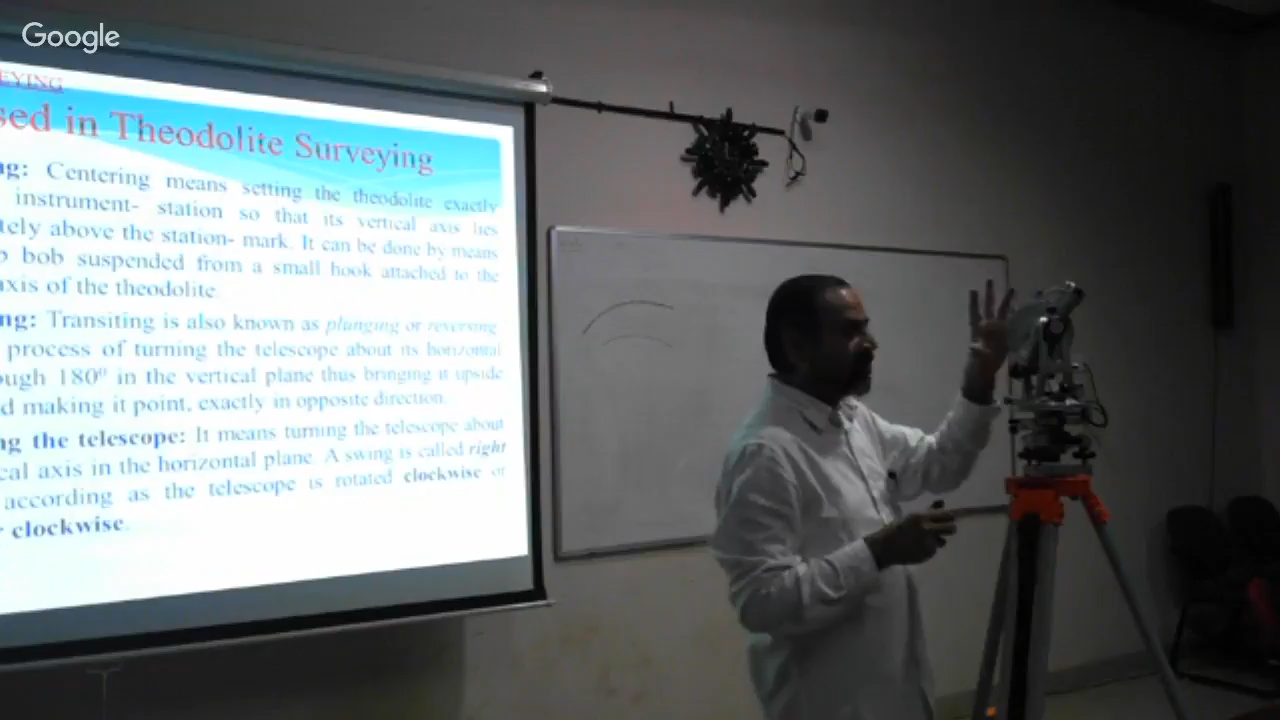 Google
EYING
sed in Theodolite Surveying
ng: Centering means setting the theodolite exactly
instrument- station so that its vertical axis lies
tely above the station- mark. It can be done by means
b bob suspended from a small hook attached to the
axis of the theodolite.
ng: Transiting is also known as plunging or reversing
process of turning the telescope about its horizontal
ough 180⁰ in the vertical plane thus bringing it upside
d making it point, exactly in opposite direction.
ng the telescope: It means turning the telescope about
cal axis in the horizontal plane. A swing is called right
according as the telescope is rotated clockwise or
clockwise.